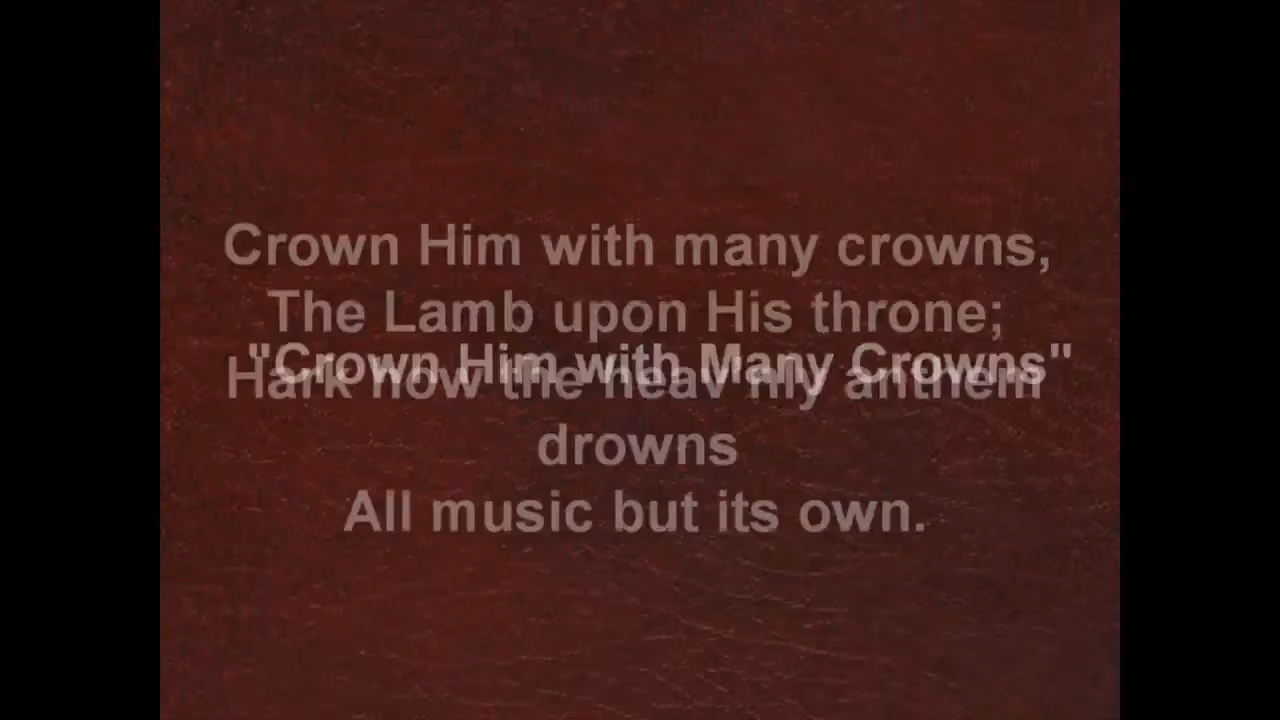 Crown Him with many crowns,
The Lamb upon His throne;
"Crown Him with Many Crowns"
Hark how the heav'nly anthem
drowns
All music but its own.